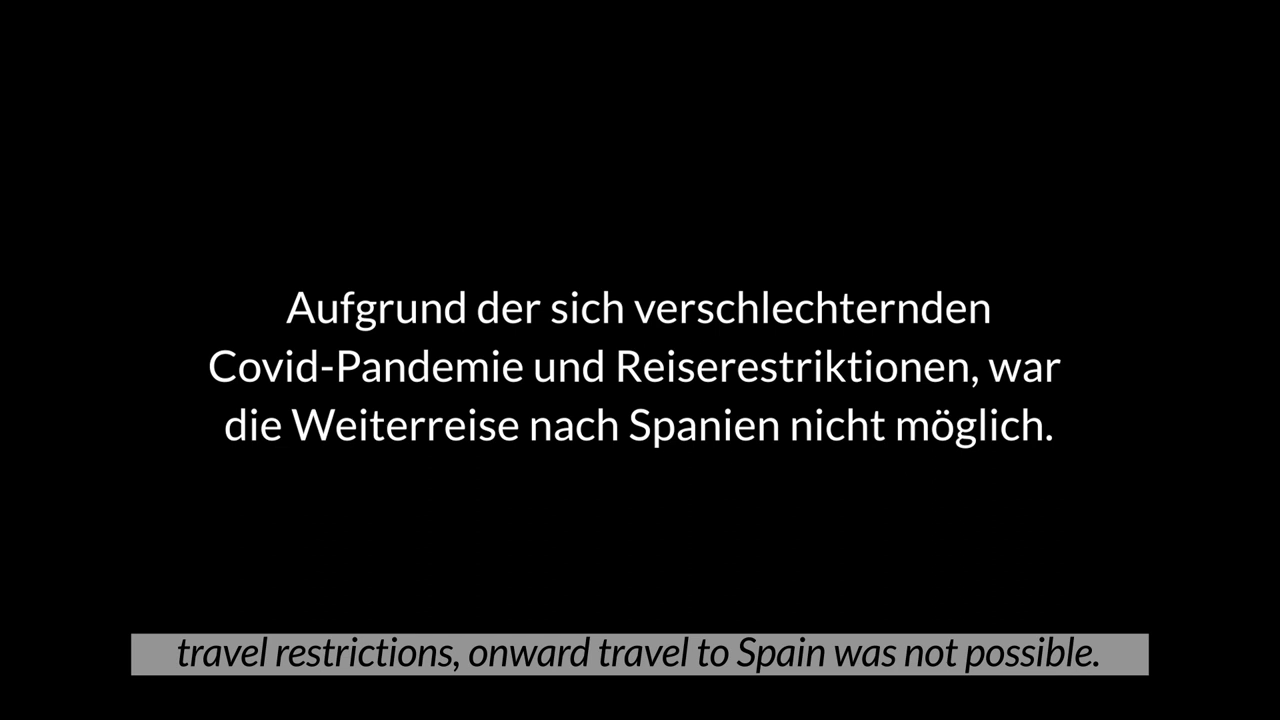 Aufgrund der sich verschlechternden
Covid-Pandemie und Reiserestriktionen, war
die Weiterreise nach Spanien nicht möglich.
travel restrictions, onward travel to Spain was not possible.